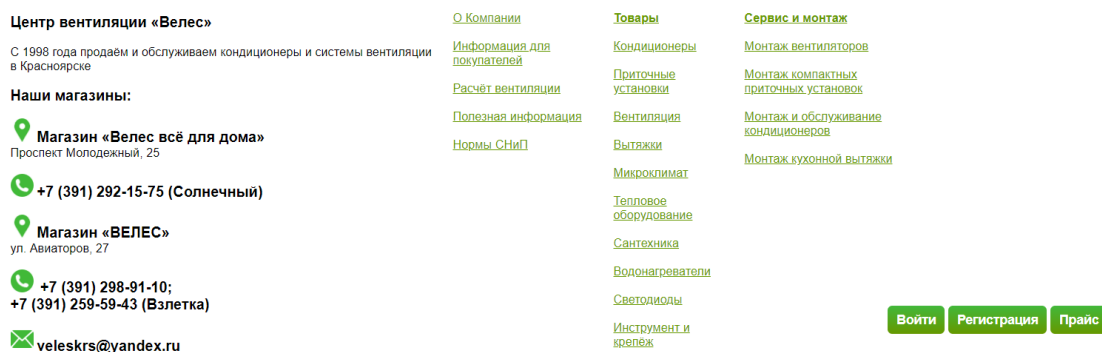 Центр вентиляции «Велес»
С 1998 года продаём и обслуживаем кондиционеры и системы вентиляции
в Красноярске
Наши магазины:
Магазин «Велес всё для дома»
Проспект Молодежный, 25
+7 (391) 292-15-75 (Солнечный)
Магазин «ВЕЛЕС»
ул. Авиаторов, 27
+7 (391) 298-91-10;
+7 (391) 259-59-43 (Взлетка)
veleskrs@yandex.ru
О Компании
Информация для
покупателей
Расчёт вентиляции
Полезная информация
Нормы СНиП
Товары
Кондиционеры
Приточные
установки
Вентиляция
Вытяжки
Микроклимат
Тепловое
оборудование
Сантехника
Водонагреватели
Светодиоды
Инструмент и
крепёж
Сервис и монтаж
Монтаж вентиляторов
Монтаж компактных
приточных установок
Монтаж и обслуживание
кондиционеров
Монтаж кухонной вытяжки
Войти
Регистрация
Прайс